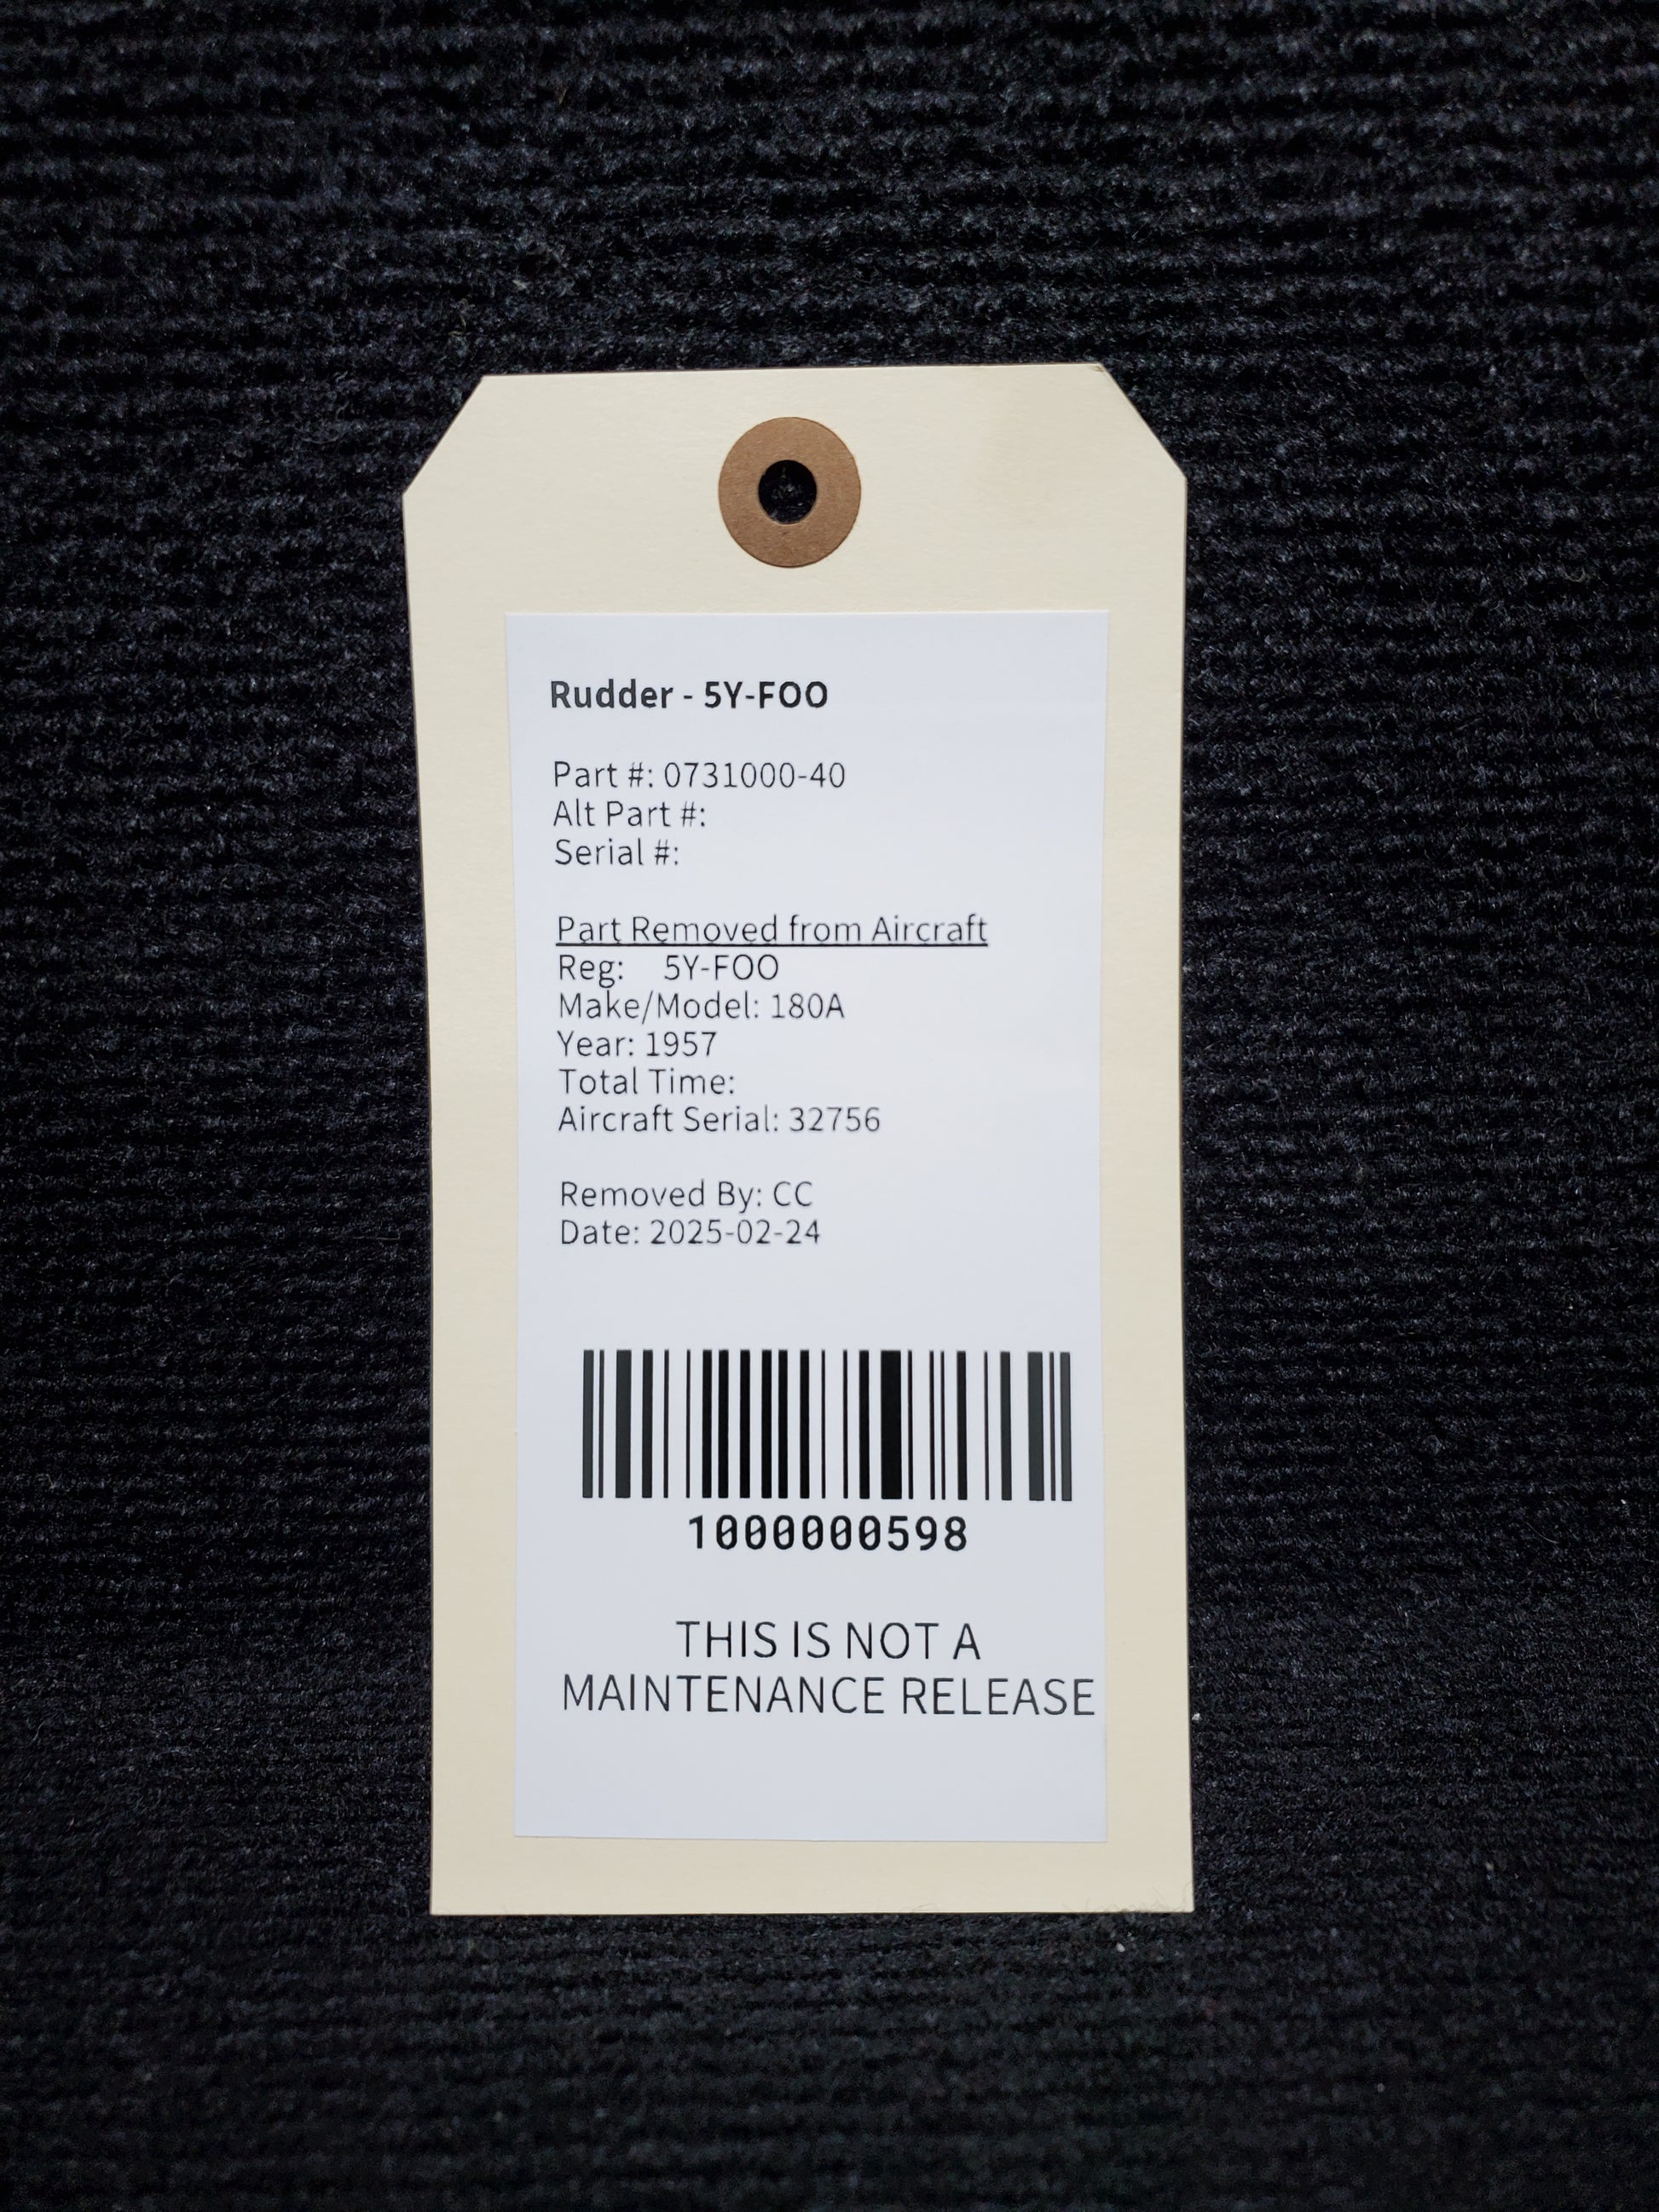 Rudder - 5Y-FOO
Part #: 0731000-40
Alt Part #:
Serial #:
Part Removed from Aircraft
Reg: 5Y-FOO
Make/Model: 180A
Year: 1957
Total Time:
Aircraft Serial: 32756
Removed By: CC
Date: 2025-02-24
1000000598
THIS IS NOT A
MAINTENANCE RELEASE